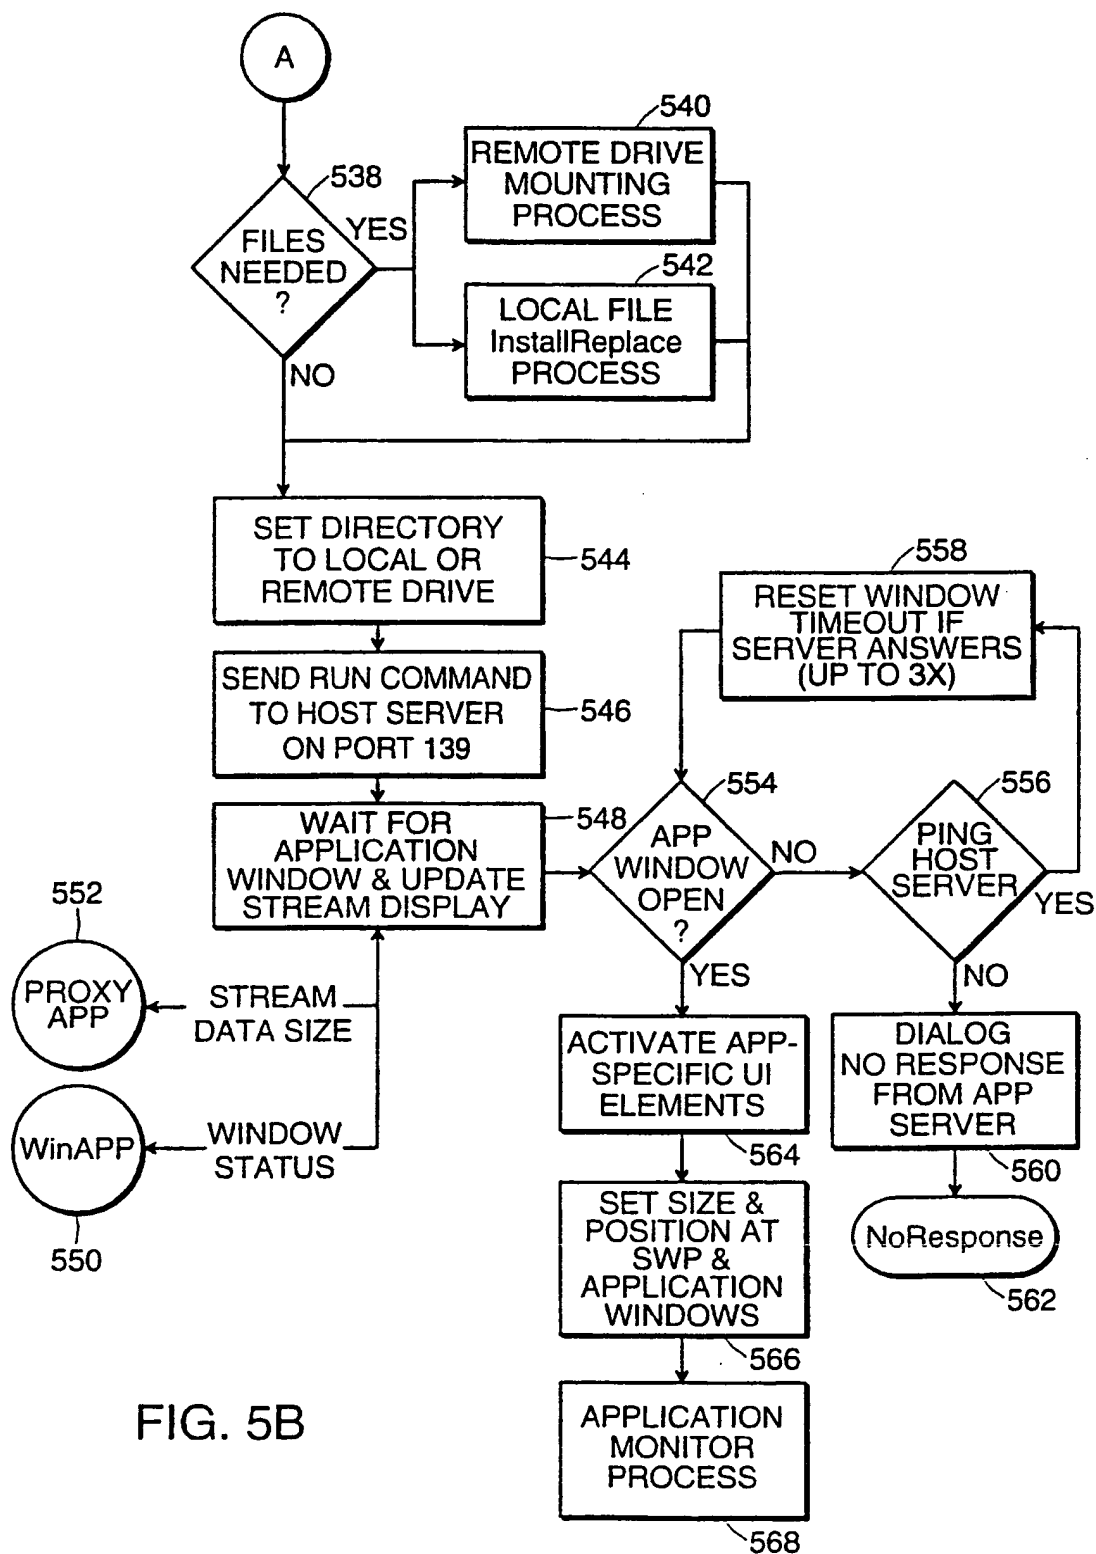 A
540
REMOTE DRIVE
MOUNTING
PROCESS
538
YES
FILES
NEEDED
?
542
LOCAL FILE
InstallReplace
PROCESS
NO
SET DIRECTORY
TO LOCAL OR
REMOTE DRIVE
544
558
RESET WINDOW
TIMEOUT IF
SERVER ANSWERS
(UP TO 3X)
SEND RUN COMMAND
TO HOST SERVER
ON PORT 139
546
WAIT FOR
APPLICATION
WINDOW & UPDATE
STREAM DISPLAY
548
554
APP
WINDOW
OPEN
?
NO
556
PING
HOST
SERVER
YES
552
PROXY
APP
STREAM
DATA SIZE
YES
NO
ACTIVATE APP-
SPECIFIC UI
ELEMENTS
564
DIALOG
NO RESPONSE
FROM APP
SERVER
560
WinAPP
WINDOW
STATUS
550
SET SIZE &
POSITION AT
SWP &
APPLICATION
WINDOWS
566
NoResponse
562
APPLICATION
MONITOR
PROCESS
568
FIG. 5B